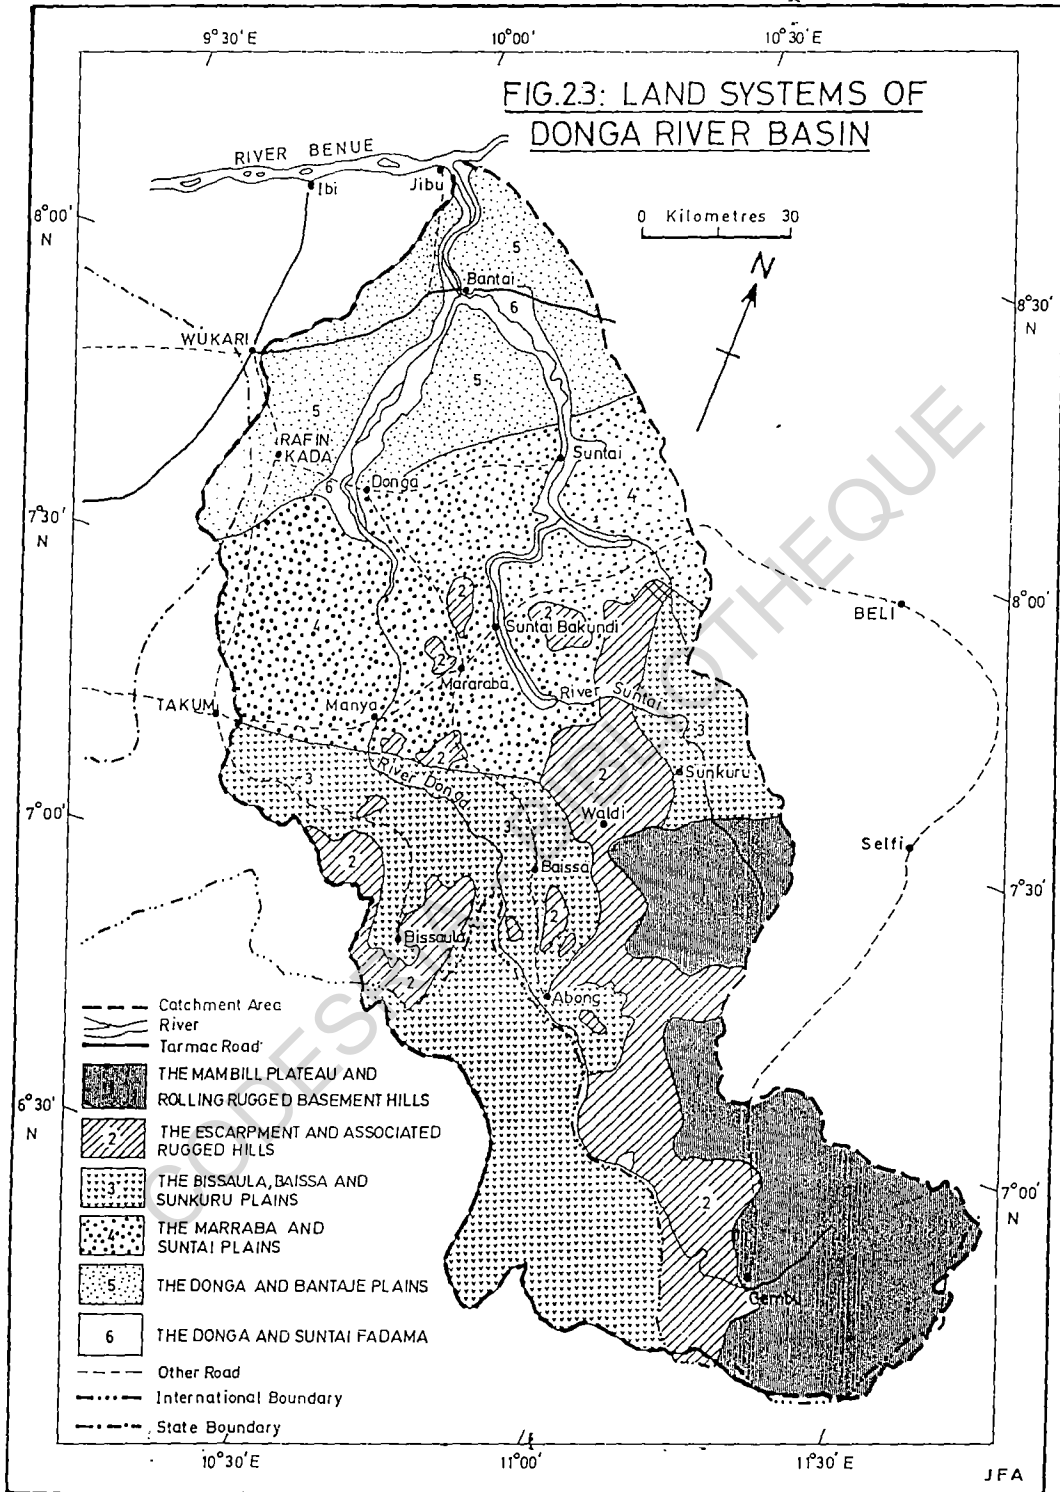 9°30'E
10°00'
10°30'E
FIG.23: LAND SYSTEMS OF
DONGA RIVER BASIN
RIVER BENUE
Ibi
Jibu
8°00'
N
0 Kilometres 30
N
5
Bantai
6
8°30'
N
WUKARI
5
5
RAFIN
KADA
Suntai
6
Donga
4
7°30'
N
2
8°00'
N
BELI
4
2
Suntai Bakundi
2
Mararaba
River Suntai
TAKUM
Manya
3
2
River Donga
2
Sunkuru
3
7°00'
N
3
Waldi
Selfi
2
Baissa
7°30'
N
2
Bissaula
2
Abong
Catchment Area
River
Tarmac Road
1
THE MAMBILL PLATEAU AND
ROLLING RUGGED BASEMENT HILLS
6°30'
N
2
THE ESCARPMENT AND ASSOCIATED
RUGGED HILLS
3
THE BISSAULA, BAISSA AND
SUNKURU PLAINS
7°00'
N
2
4
THE MARRABA AND
SUNTAI PLAINS
5
THE DONGA AND BANTAJE PLAINS
Gembu
6
THE DONGA AND SUNTAI FADAMA
Other Road
International Boundary
State Boundary
10°30'E
11°00'
11°30'E
JFA
CODESRIA - BIBLIOTHEQUE